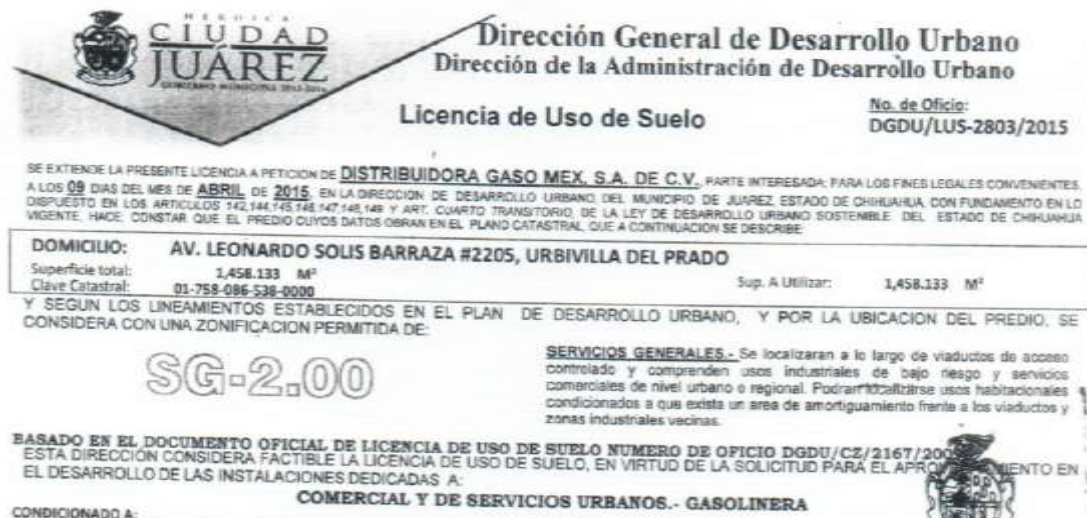 HEROICA
CIUDAD
JUÁREZ
GOBIERNO MUNICIPAL 2013-2016
Dirección General de Desarrollo Urbano
Dirección de la Administración de Desarrollo Urbano
Licencia de Uso de Suelo
No. de Oficio:
DGDU/LUS-2803/2015
SE EXTIENDE LA PRESENTE LICENCIA A PETICION DE DISTRIBUIDORA GASO MEX, S.A. DE C.V., PARTE INTERESADA; PARA LOS FINES LEGALES CONVENIENTES,
A LOS 09 DIAS DEL MES DE ABRIL DE 2015, EN LA DIRECCION DE DESARROLLO URBANO, DEL MUNICIPIO DE JUAREZ, ESTADO DE CHIHUAHUA, CON FUNDAMENTO EN LO
DISPUESTO EN LOS ARTICULOS 142,144,145,146,147,148,149 Y ART. CUARTO TRANSITORIO, DE LA LEY DE DESARROLLO URBANO SOSTENIBLE DEL ESTADO DE CHIHUAHUA
VIGENTE, HACE CONSTAR QUE EL PREDIO CUYOS DATOS OBRAN EN EL PLANO CATASTRAL, QUE A CONTINUACION SE DESCRIBE:
DOMICILIO: AV. LEONARDO SOLIS BARRAZA #2205, URBIVILLA DEL PRADO
Superficie total: 1,458.133 M² Sup. A Utilizar: 1,458.133 M²
Clave Catastral: 01-758-086-538-0000
Y SEGUN LOS LINEAMIENTOS ESTABLECIDOS EN EL PLAN DE DESARROLLO URBANO, Y POR LA UBICACION DEL PREDIO, SE
CONSIDERA CON UNA ZONIFICACION PERMITIDA DE:
SG-2.00
SERVICIOS GENERALES.- Se localizaran a lo largo de viaductos de acceso
controlado y comprenden usos industriales de bajo riesgo y servicios
comerciales de nivel urbano o regional. Podran localizarse usos habitacionales
condicionados a que exista un area de amortiguamiento frente a los viaductos y
zonas industriales vecinas.
BASADO EN EL DOCUMENTO OFICIAL DE LICENCIA DE USO DE SUELO NUMERO DE OFICIO DGDU/CZ/2167/200
ESTA DIRECCIÓN CONSIDERA FACTIBLE LA LICENCIA DE USO DE SUELO, EN VIRTUD DE LA SOLICITUD PARA EL EN
EL DESARROLLO DE LAS INSTALACIONES DEDICADAS A:
COMERCIAL Y DE SERVICIOS URBANOS.- GASOLINERA
CONDICIONADO A: